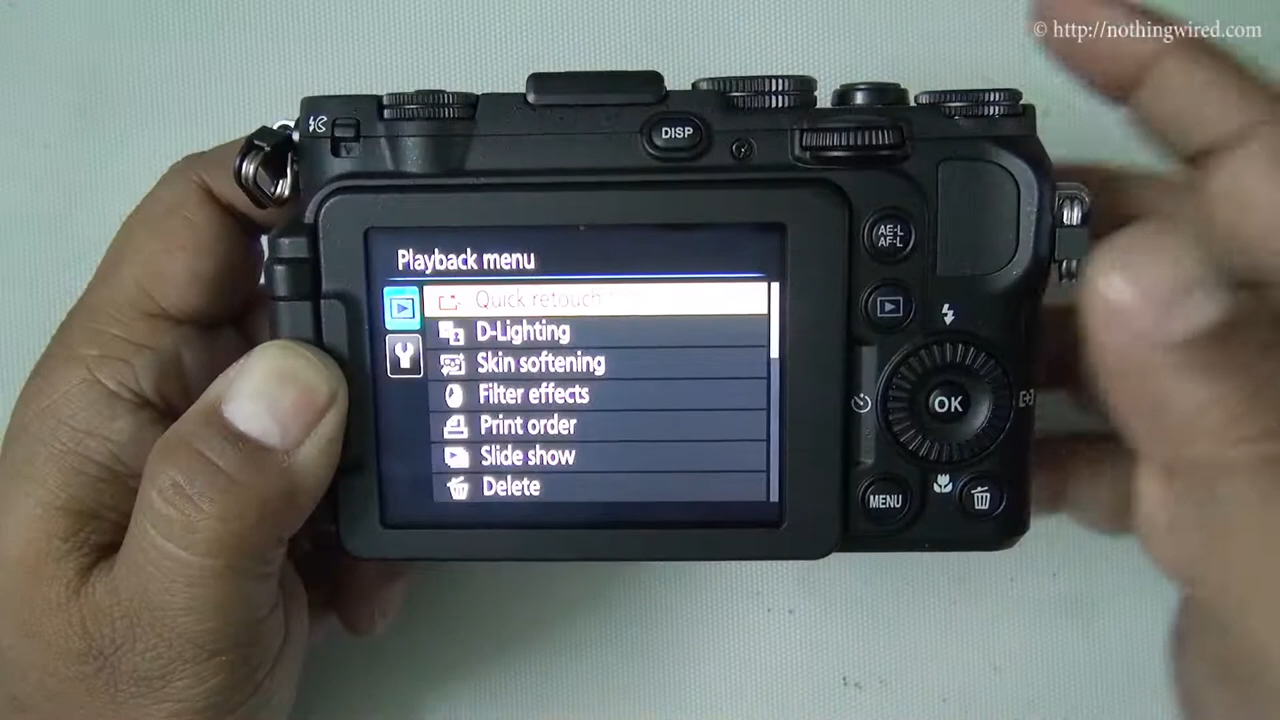 © http://nothingwired.com
DISP
AE-L
AF-L
Playback menu
Quick retouch
D-Lighting
Skin softening
Filter effects
Print order
Slide show
Delete
OK
MENU